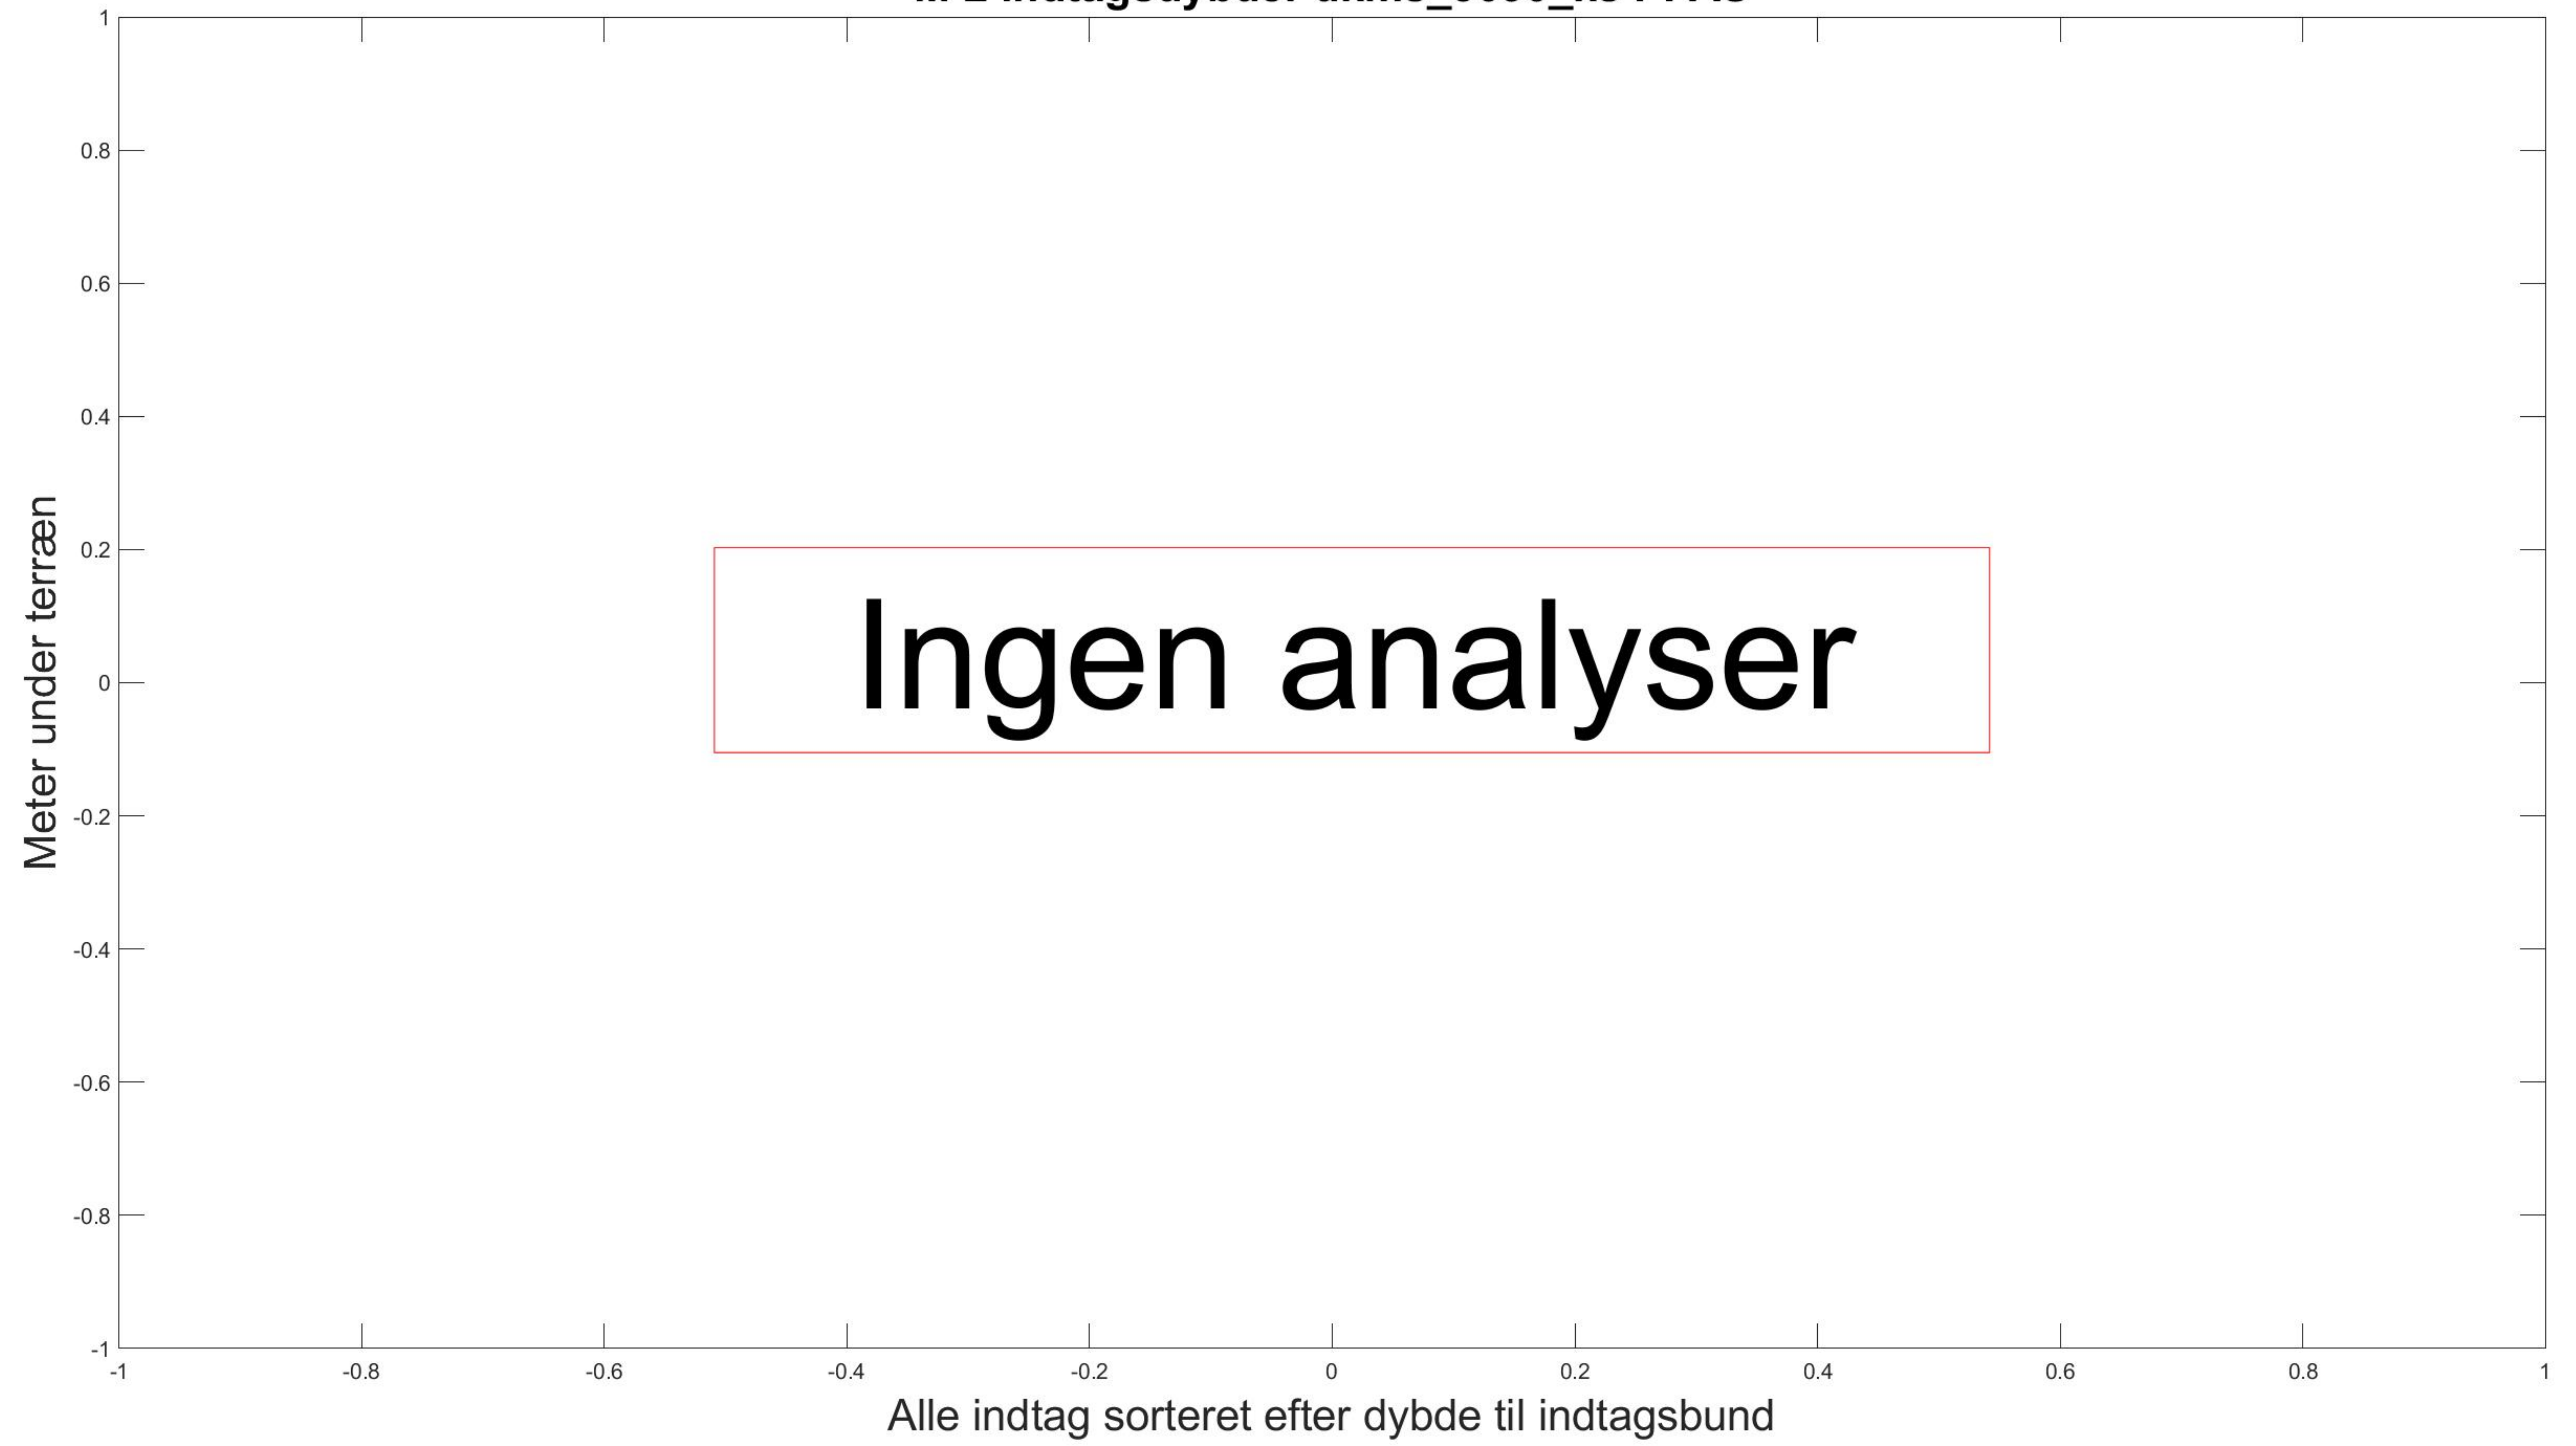 1
0.8
0.6
0.4
0.2
0
-0.2
-0.4
-0.6
-0.8
-1
Meter under terræn
Ingen analyser
-1 -0.8 -0.6 -0.4 -0.2 0 0.2 0.4 0.6 0.8 1
Alle indtag sorteret efter dybde til indtagsbund